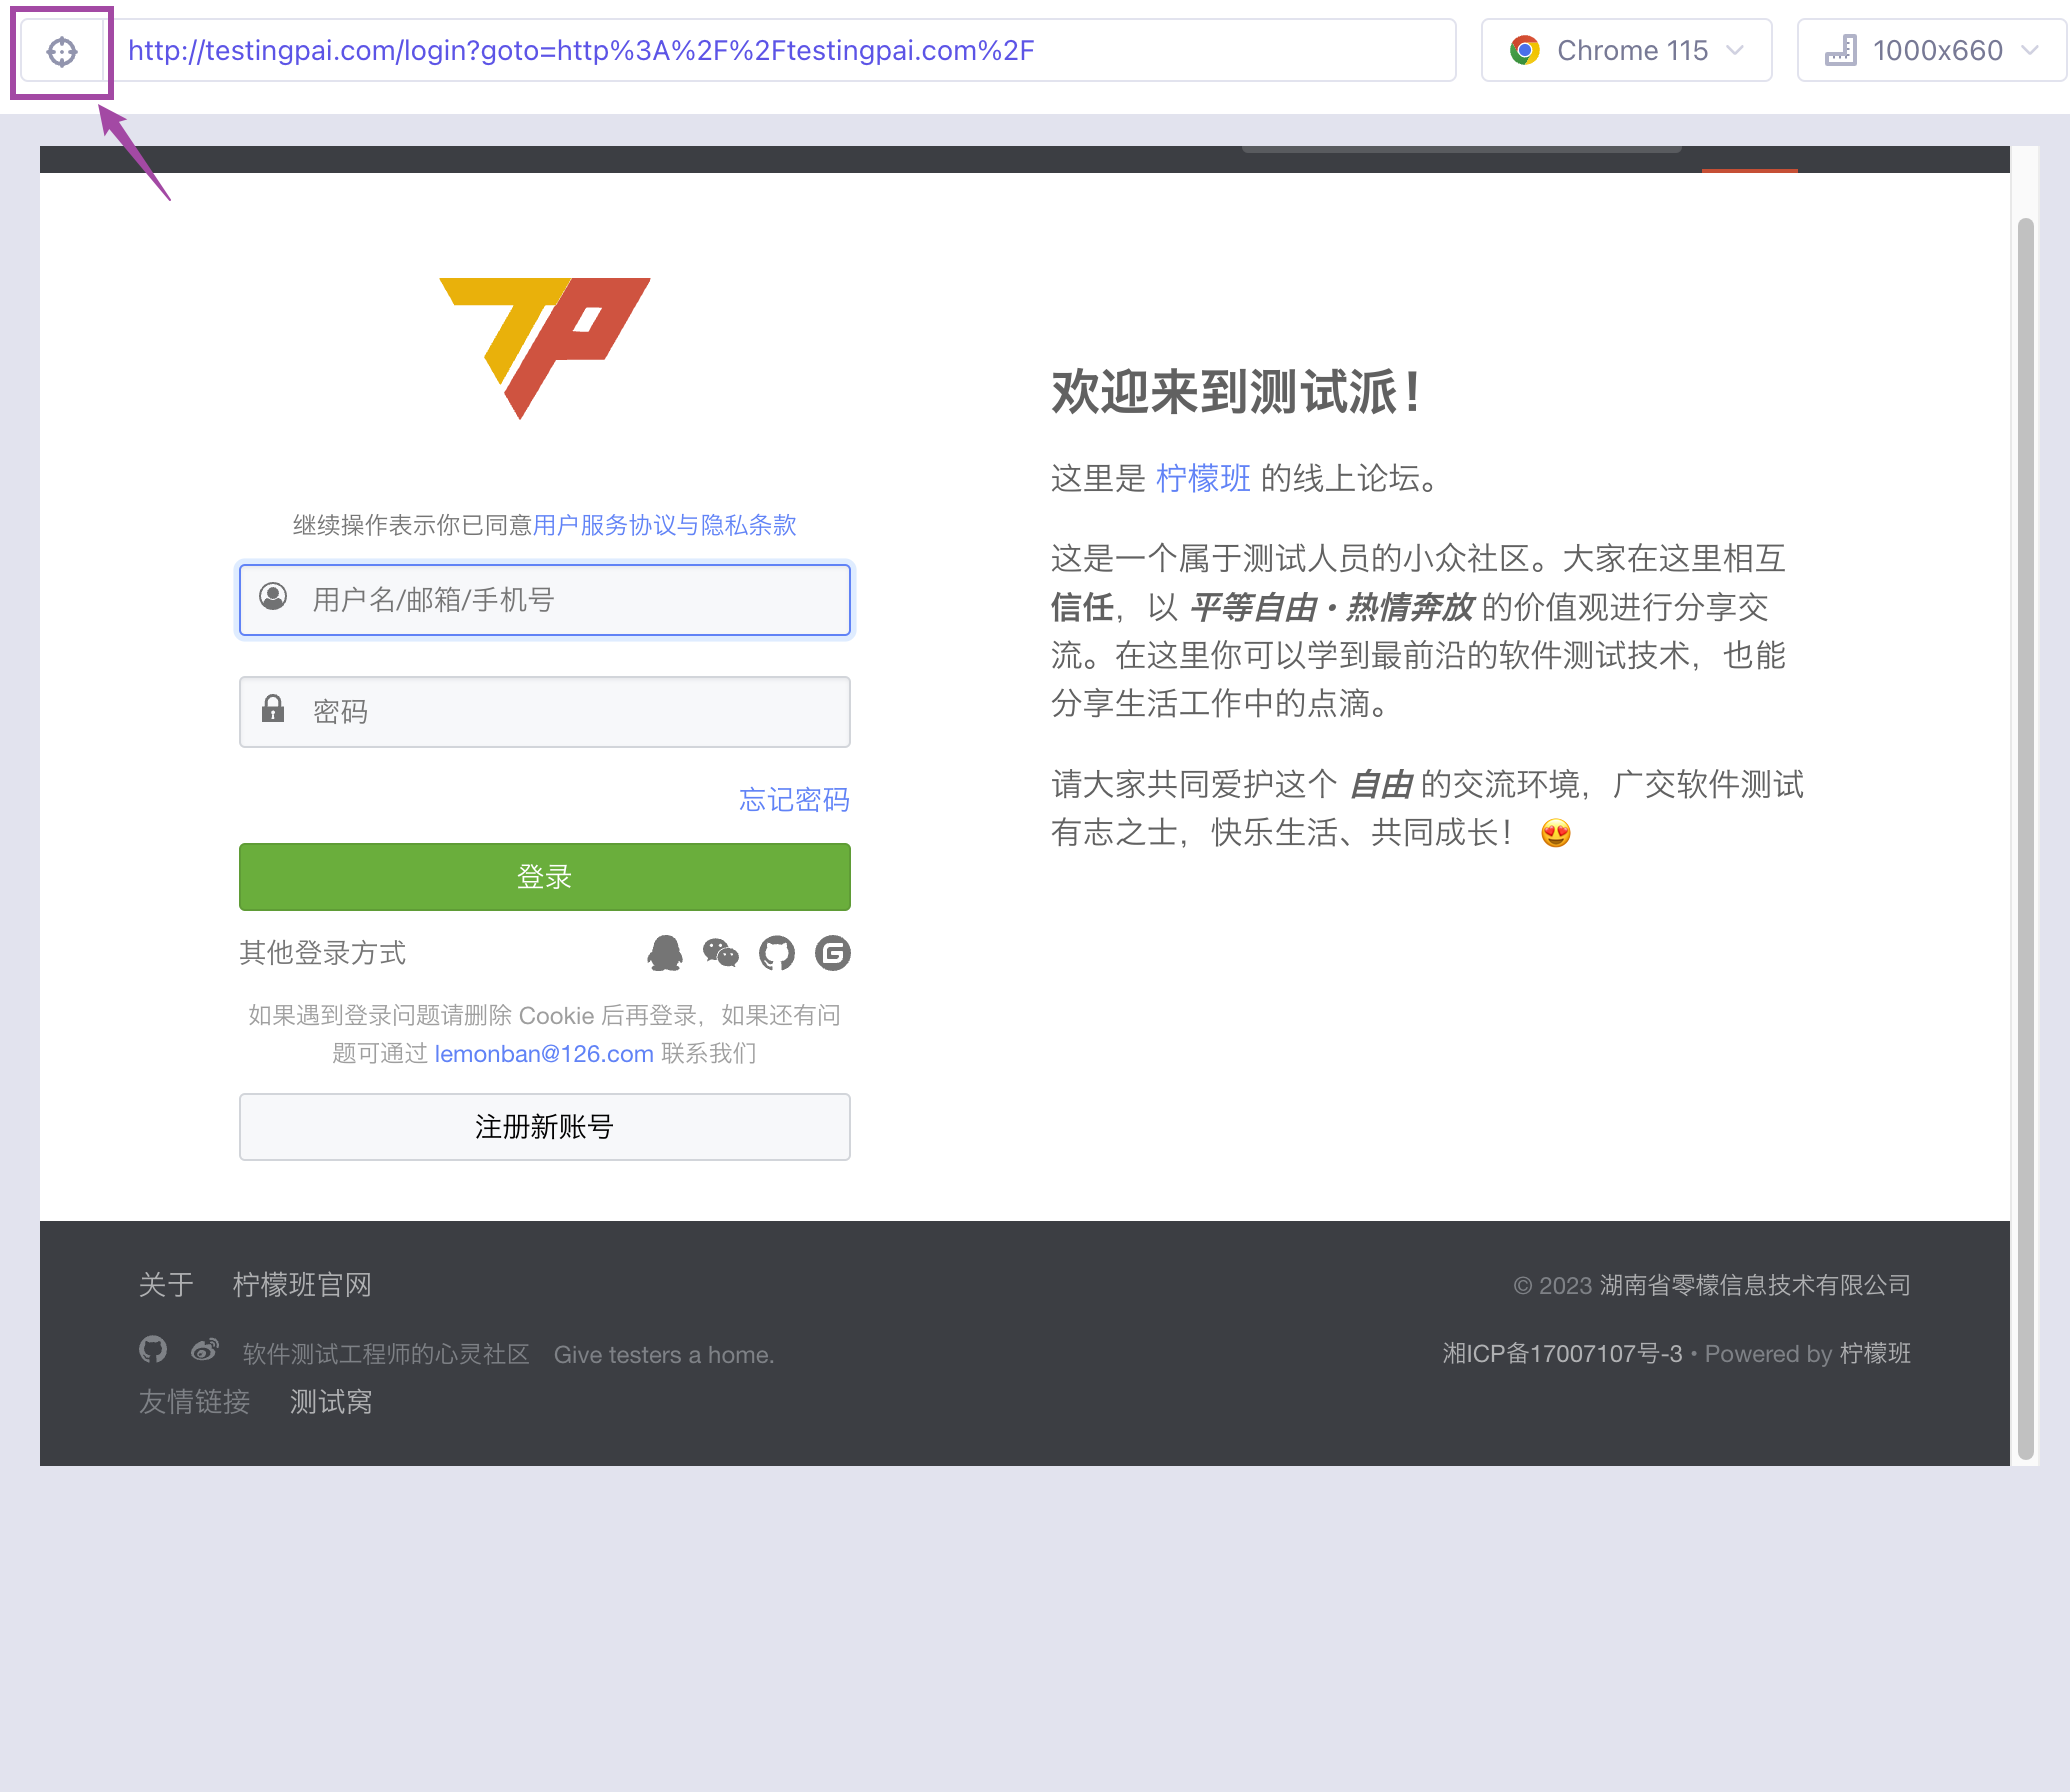 http://testingpai.com/login?goto=http%3A%2F%2Ftestingpai.com%2F
Chrome 115
1000x660
TP
继续操作表示你已同意用户服务协议与隐私条款
用户名/邮箱/手机号
密码
忘记密码
登录
其他登录方式
如果遇到登录问题请删除 Cookie 后再登录，如果还有问
题可通过 lemonban@126.com 联系我们
注册新账号
欢迎来到测试派！
这里是 柠檬班 的线上论坛。
这是一个属于测试人员的小众社区。大家在这里相互
信任，以 平等自由・热情奔放 的价值观进行分享交
流。在这里你可以学到最前沿的软件测试技术，也能
分享生活工作中的点滴。
请大家共同爱护这个 自由 的交流环境，广交软件测试
有志之士，快乐生活、共同成长！ 😍
关于 柠檬班官网
软件测试工程师的心灵社区 Give testers a home.
友情链接 测试窝
© 2023 湖南省零檬信息技术有限公司
湘ICP备17007107号-3 • Powered by 柠檬班